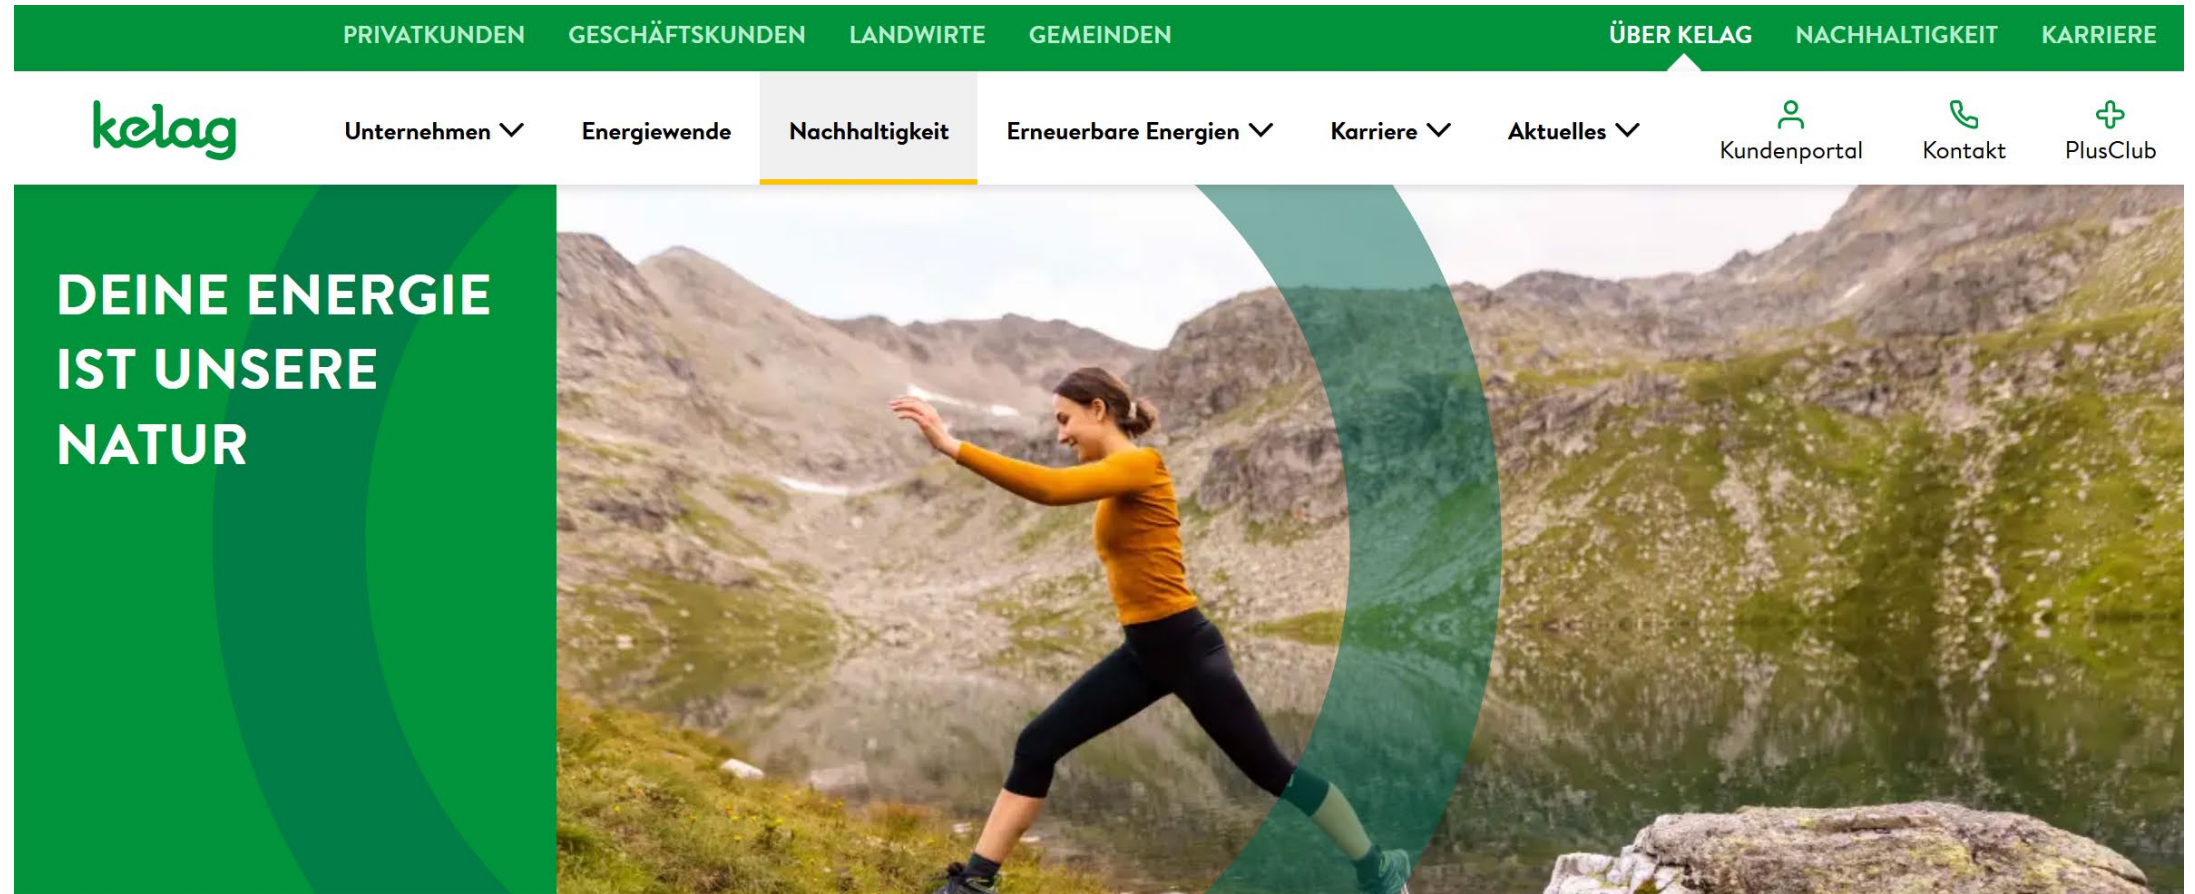 PRIVATKUNDEN GESCHÄFTSKUNDEN LANDWIRTE GEMEINDEN ÜBER KELAG NACHHALTIGKEIT KARRIERE
kelag Unternehmen Energiewende Nachhaltigkeit Erneuerbare Energien Karriere Aktuelles Kundenportal Kontakt PlusClub
DEINE ENERGIE
IST UNSERE
NATUR